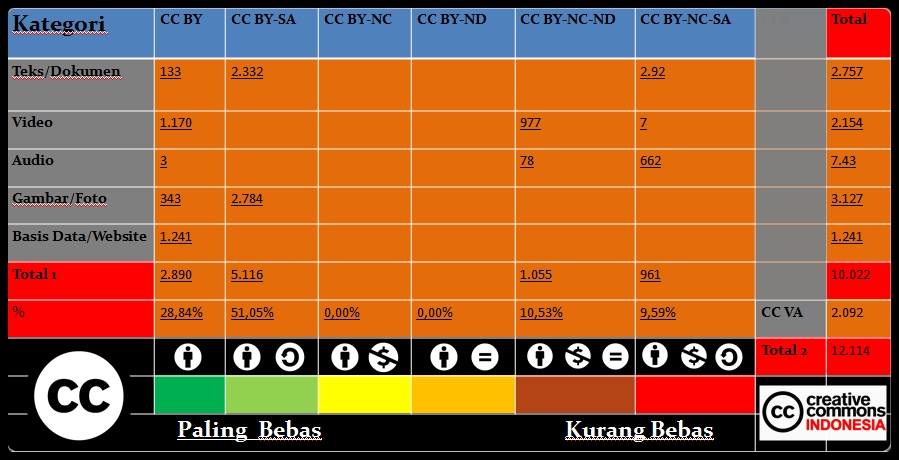 Kategori CC BY CC BY-SA CC BY-NC CC BY-ND CC BY-NC-ND CC BY-NC-SA Total
Teks/Dokumen 133 2.332 2.92 2.757
Video 1.170 977 7 2.154
Audio 3 78 662 7.43
Gambar/Foto 343 2.784 3.127
Basis Data/Website 1.241 1.241
Total 1 2.890 5.116 1.055 961 10.022
% 28,84% 51,05% 0,00% 0,00% 10,53% 9,59% CC VA 2.092
Total 2 12.114
cc
Paling Bebas Kurang Bebas
cc creative
commons
INDONESIA